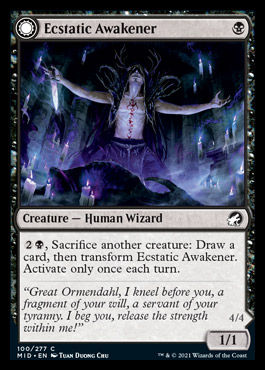 Ecstatic Awakener
Creature — Human Wizard
2 B, Sacrifice another creature: Draw a
card, then transform Ecstatic Awakener.
Activate only once each turn.
“Great Ormendahl, I kneel before you, a
fragment of your will, a servant of your
tyranny. I beg you, release the strength
within me!”
4/4
1/1
100/277 C
MID • EN Tuan Duong Chu
™ & © 2021 Wizards of the Coast